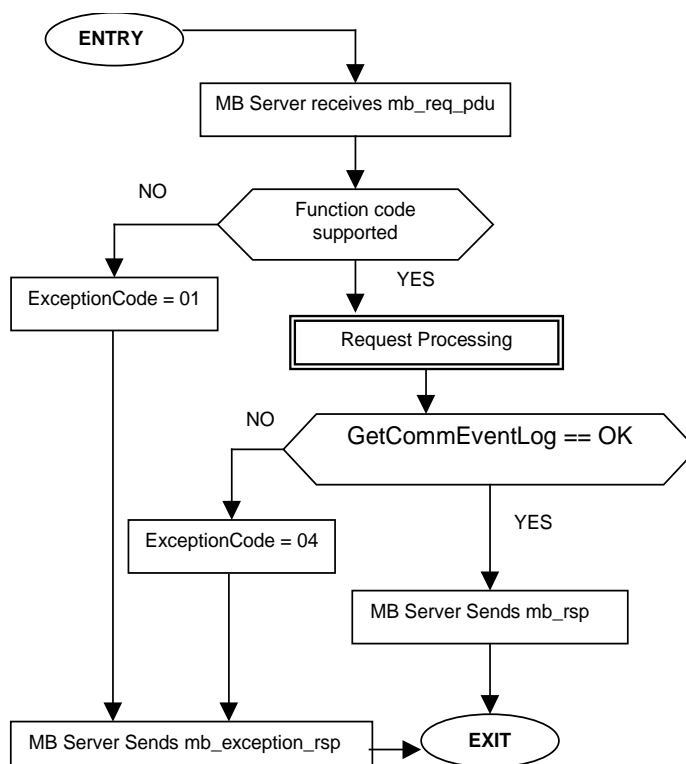 ENTRY
MB Server receives mb_req_pdu
NO
Function code
supported
YES
ExceptionCode = 01
Request Processing
NO
GetCommEventLog == OK
YES
ExceptionCode = 04
MB Server Sends mb_rsp
MB Server Sends mb_exception_rsp
EXIT